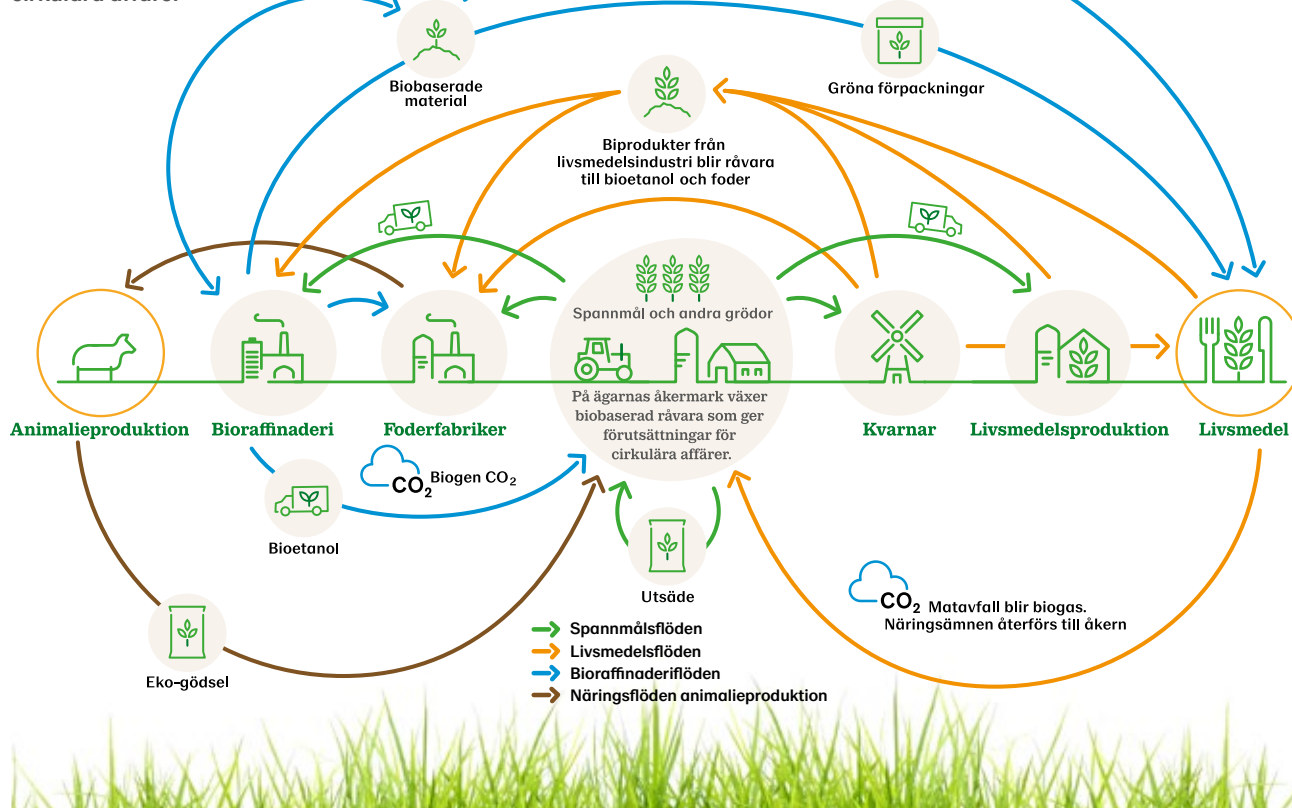 cirkulära affärer
Biobaserade
material
Gröna förpackningar
Biprodukter från
livsmedelsindustri blir råvara
till bioetanol och foder
Spannmål och andra grödor
På ägarnas åkermark växer
biobaserad råvara som ger
förutsättningar för
cirkulära affärer.
Animalieproduktion
Bioraffinaderi
Foderfabriker
Kvarnar
Livsmedelsproduktion
Livsmedel
CO₂ Biogen CO₂
Bioetanol
Utsäde
CO₂ Matavfall blir biogas.
Näringsämnen återförs till åkern
Eko-gödsel
Spannmålsflöden
Livsmedelsflöden
Bioraffinaderiflöden
Näringsflöden animalieproduktion